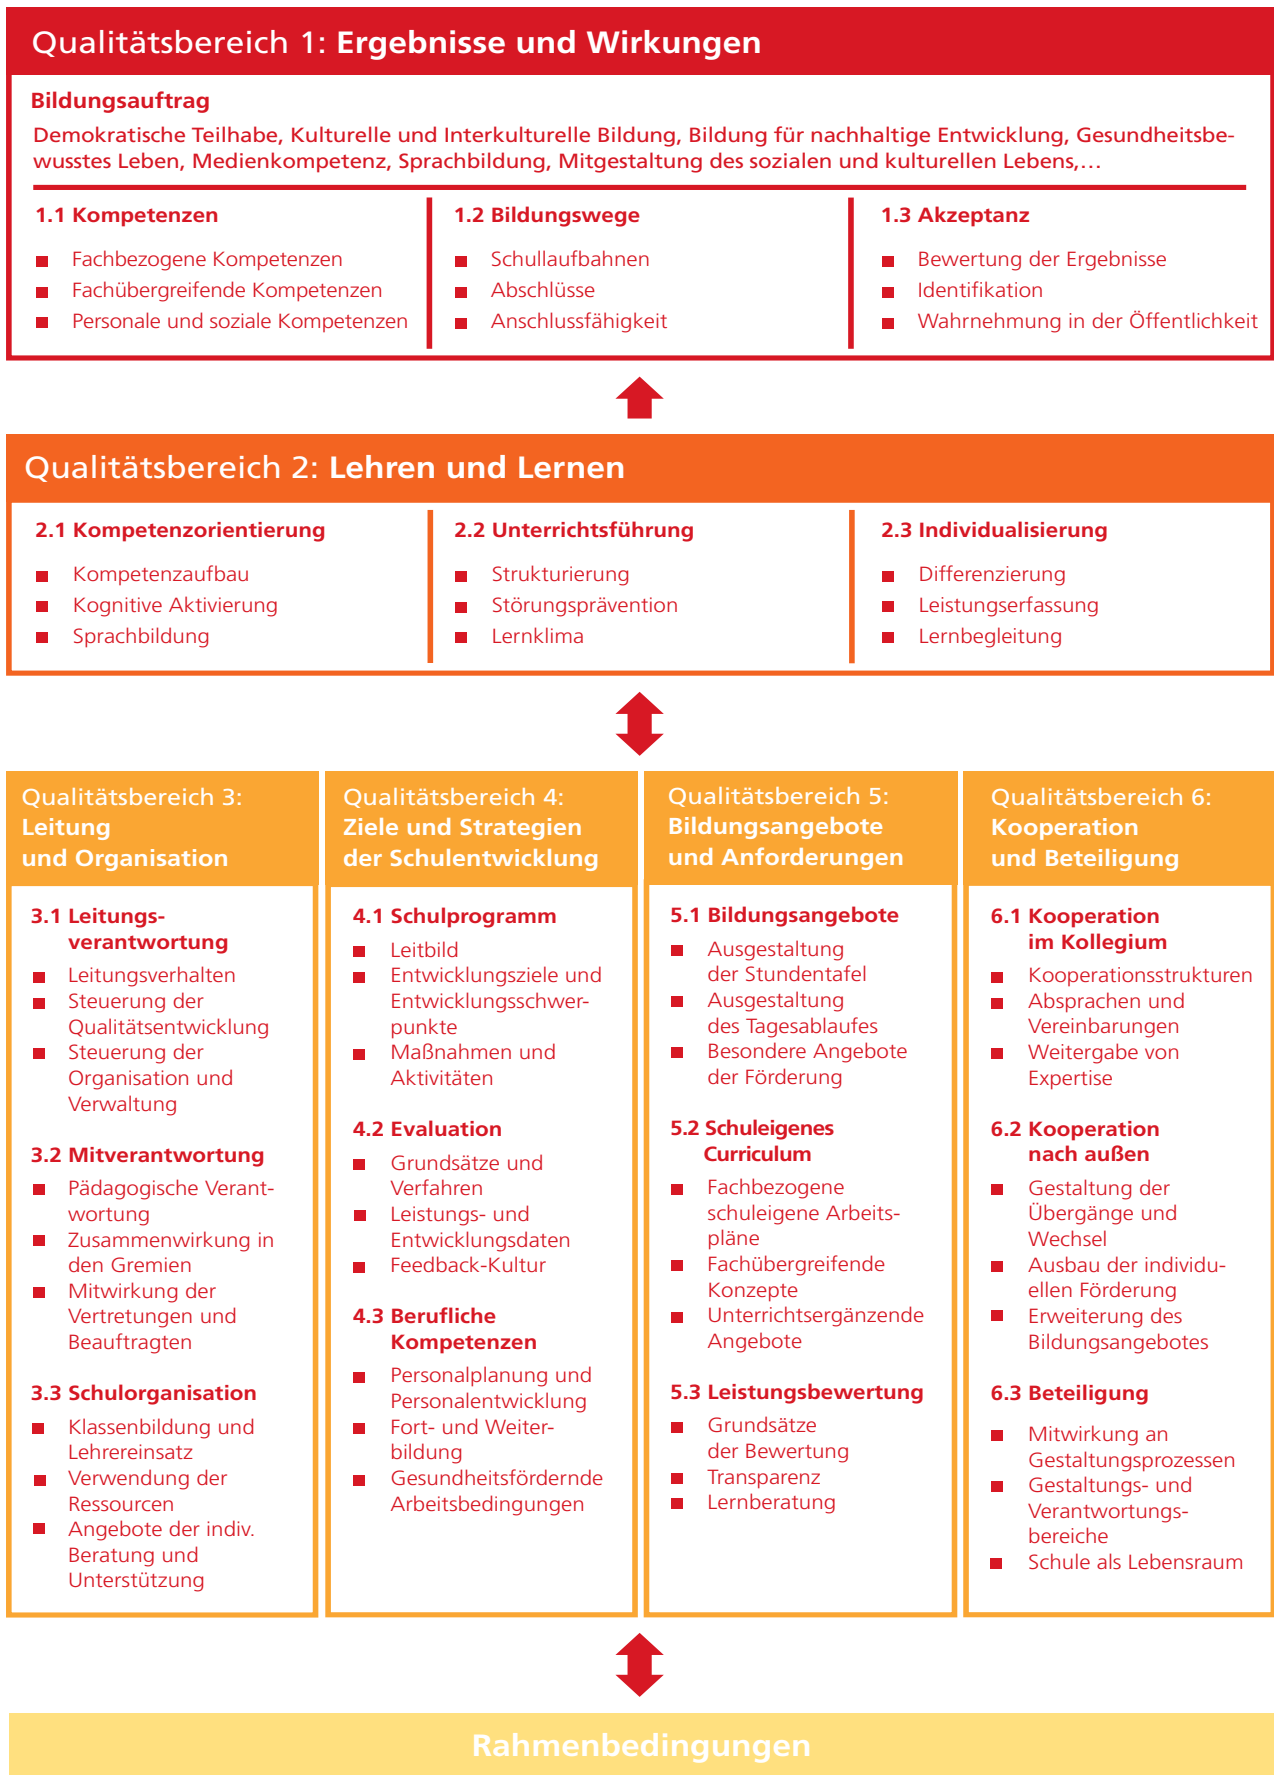 Qualitätsbereich 1: Ergebnisse und Wirkungen
Bildungsauftrag
Demokratische Teilhabe, Kulturelle und Interkulturelle Bildung, Bildung für nachhaltige Entwicklung, Gesundheitsbe-
wusstes Leben, Medienkompetenz, Sprachbildung, Mitgestaltung des sozialen und kulturellen Lebens,…
1.1 Kompetenzen
Fachbezogene Kompetenzen
Fachübergreifende Kompetenzen
Personale und soziale Kompetenzen
1.2 Bildungswege
Schullaufbahnen
Abschlüsse
Anschlussfähigkeit
1.3 Akzeptanz
Bewertung der Ergebnisse
Identifikation
Wahrnehmung in der Öffentlichkeit
Qualitätsbereich 2: Lehren und Lernen
2.1 Kompetenzorientierung
Kompetenzaufbau
Kognitive Aktivierung
Sprachbildung
2.2 Unterrichtsführung
Strukturierung
Störungsprävention
Lernklima
2.3 Individualisierung
Differenzierung
Leistungserfassung
Lernbegleitung
Qualitätsbereich 3:
Leitung
und Organisation
3.1 Leitungs-
verantwortung
Leitungsverhalten
Steuerung der
Qualitätsentwicklung
Steuerung der
Organisation und
Verwaltung
3.2 Mitverantwortung
Pädagogische Verant-
wortung
Zusammenwirkung in
den Gremien
Mitwirkung der
Vertretungen und
Beauftragten
3.3 Schulorganisation
Klassenbildung und
Lehrereinsatz
Verwendung der
Ressourcen
Angebote der indiv.
Beratung und
Unterstützung
Qualitätsbereich 4:
Ziele und Strategien
der Schulentwicklung
4.1 Schulprogramm
Leitbild
Entwicklungsziele und
Entwicklungsschwer-
punkte
Maßnahmen und
Aktivitäten
4.2 Evaluation
Grundsätze und
Verfahren
Leistungs- und
Entwicklungsdaten
Feedback-Kultur
4.3 Berufliche
Kompetenzen
Personalplanung und
Personalentwicklung
Fort- und Weiter-
bildung
Gesundheitsfördernde
Arbeitsbedingungen
Qualitätsbereich 5:
Bildungsangebote
und Anforderungen
5.1 Bildungsangebote
Ausgestaltung
der Stundentafel
Ausgestaltung
des Tagesablaufes
Besondere Angebote
der Förderung
5.2 Schuleigenes
Curriculum
Fachbezogene
schuleigene Arbeits-
pläne
Fachübergreifende
Konzepte
Unterrichtsergänzende
Angebote
5.3 Leistungsbewertung
Grundsätze
der Bewertung
Transparenz
Lernberatung
Qualitätsbereich 6:
Kooperation
und Beteiligung
6.1 Kooperation
im Kollegium
Kooperationsstrukturen
Absprachen und
Vereinbarungen
Weitergabe von
Expertise
6.2 Kooperation
nach außen
Gestaltung der
Übergänge und
Wechsel
Ausbau der individu-
ellen Förderung
Erweiterung des
Bildungsangebotes
6.3 Beteiligung
Mitwirkung an
Gestaltungsprozessen
Gestaltungs- und
Verantwortungs-
bereiche
Schule als Lebensraum
Rahmenbedingungen